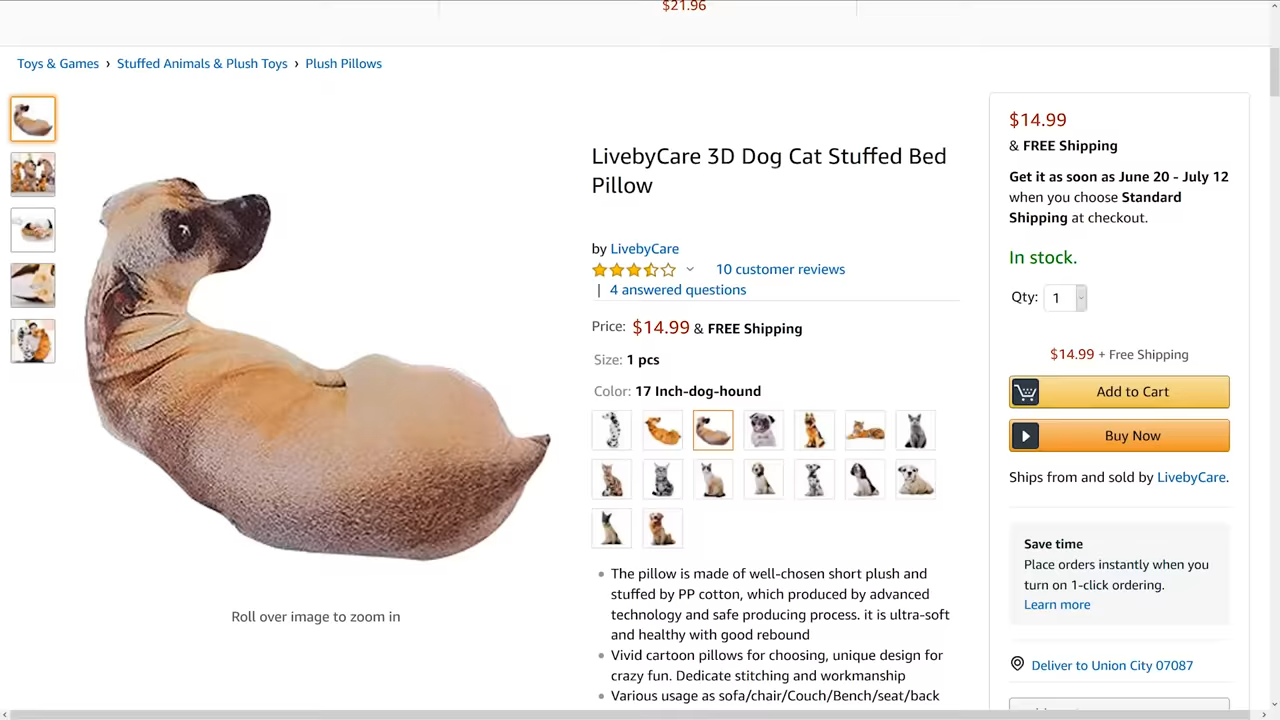 $21.96
Toys & Games › Stuffed Animals & Plush Toys › Plush Pillows
Roll over image to zoom in
LivebyCare 3D Dog Cat Stuffed Bed
Pillow
by LivebyCare
10 customer reviews
| 4 answered questions
Price: $14.99 & FREE Shipping
Size: 1 pcs
Color: 17 Inch-dog-hound
The pillow is made of well-chosen short plush and
stuffed by PP cotton, which produced by advanced
technology and safe producing process. it is ultra-soft
and healthy with good rebound
Vivid cartoon pillows for choosing, unique design for
crazy fun. Dedicate stitching and workmanship
Various usage as sofa/chair/Couch/Bench/seat/back
$14.99
& FREE Shipping
Get it as soon as June 20 - July 12
when you choose Standard
Shipping at checkout.
In stock.
Qty: 1
$14.99 + Free Shipping
Add to Cart
Buy Now
Ships from and sold by LivebyCare.
Save time
Place orders instantly when you
turn on 1-click ordering.
Learn more
Deliver to Union City 07087